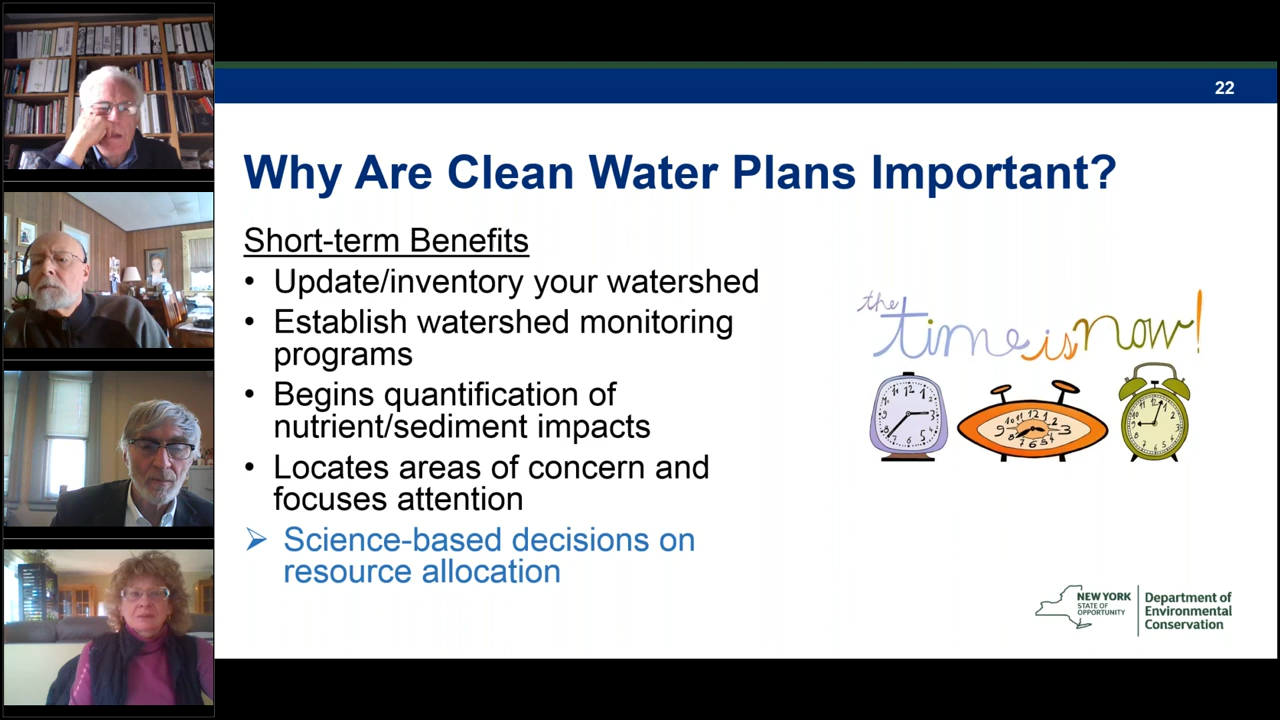 22
Why Are Clean Water Plans Important?
Short-term Benefits
• Update/inventory your watershed
• Establish watershed monitoring
programs
• Begins quantification of
nutrient/sediment impacts
• Locates areas of concern and
focuses attention
➢ Science-based decisions on
resource allocation
the
time is now!
NEW YORK
STATE OF
OPPORTUNITY
Department of
Environmental
Conservation